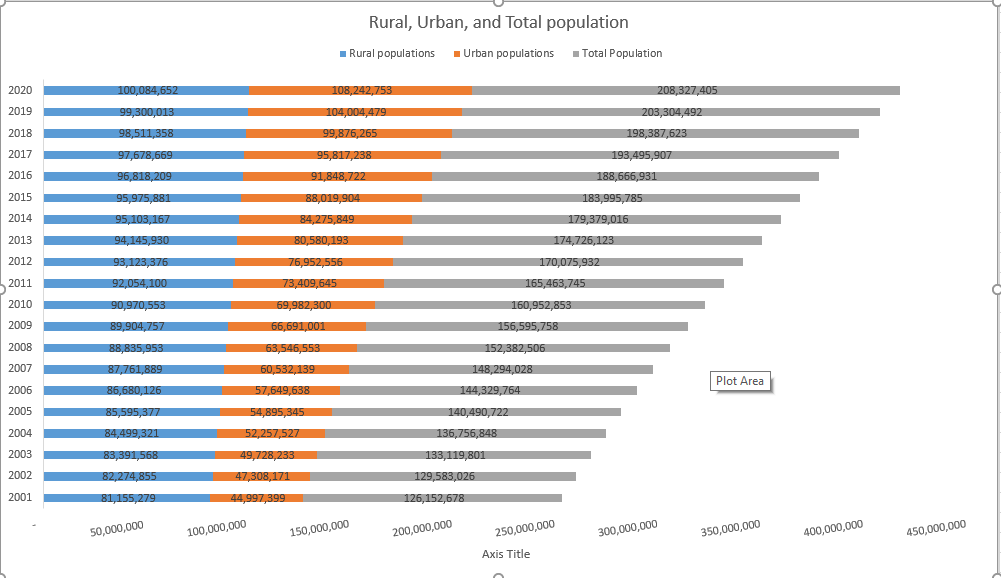 Rural, Urban, and Total population
Rural populations Urban populations Total Population
2020 100,084,652 108,242,753 208,327,405
2019 99,300,013 104,004,479 203,304,492
2018 98,511,358 99,876,265 198,387,623
2017 97,678,669 95,817,238 193,495,907
2016 96,818,209 91,848,722 188,666,931
2015 95,975,881 88,019,904 183,995,785
2014 95,103,167 84,275,849 179,379,016
2013 94,145,930 80,580,193 174,726,123
2012 93,123,376 76,952,556 170,075,932
2011 92,054,100 73,409,645 165,463,745
2010 90,970,553 69,982,300 160,952,853
2009 89,904,757 66,691,001 156,595,758
2008 88,835,953 63,546,553 152,382,506
2007 87,761,889 60,532,139 148,294,028
Plot Area
2006 86,680,126 57,649,638 144,329,764
2005 85,595,377 54,895,345 140,490,722
2004 84,499,321 52,257,527 136,756,848
2003 83,391,568 49,728,233 133,119,801
2002 82,274,855 47,308,171 129,583,026
2001 81,155,279 44,997,399 126,152,678
- 50,000,000 100,000,000 150,000,000 200,000,000 250,000,000 300,000,000 350,000,000 400,000,000 450,000,000
Axis Title